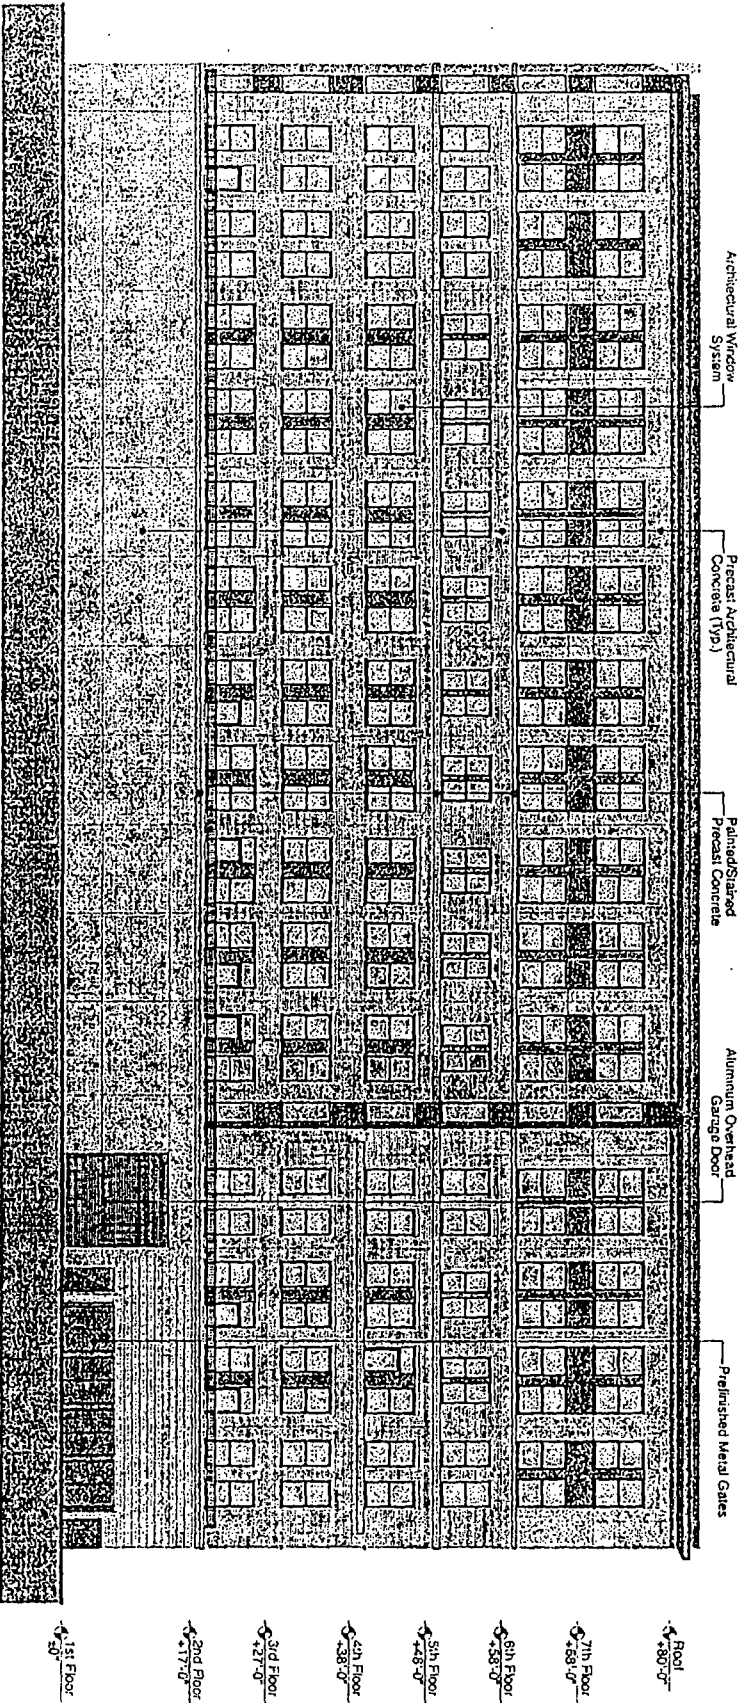 Architectural Window
System
Precast Architectural
Concrete (Typ.)
Painted/Stained
Precast Concrete
Aluminum Overhead
Garage Door
Prefinished Metal Gates
Roof
+80'-0"
7th Floor
+68'-0"
6th Floor
+58'-0"
5th Floor
+48'-0"
4th Floor
+38'-0"
3rd Floor
+27'-0"
2nd Floor
+17'-0"
1st Floor
±0"